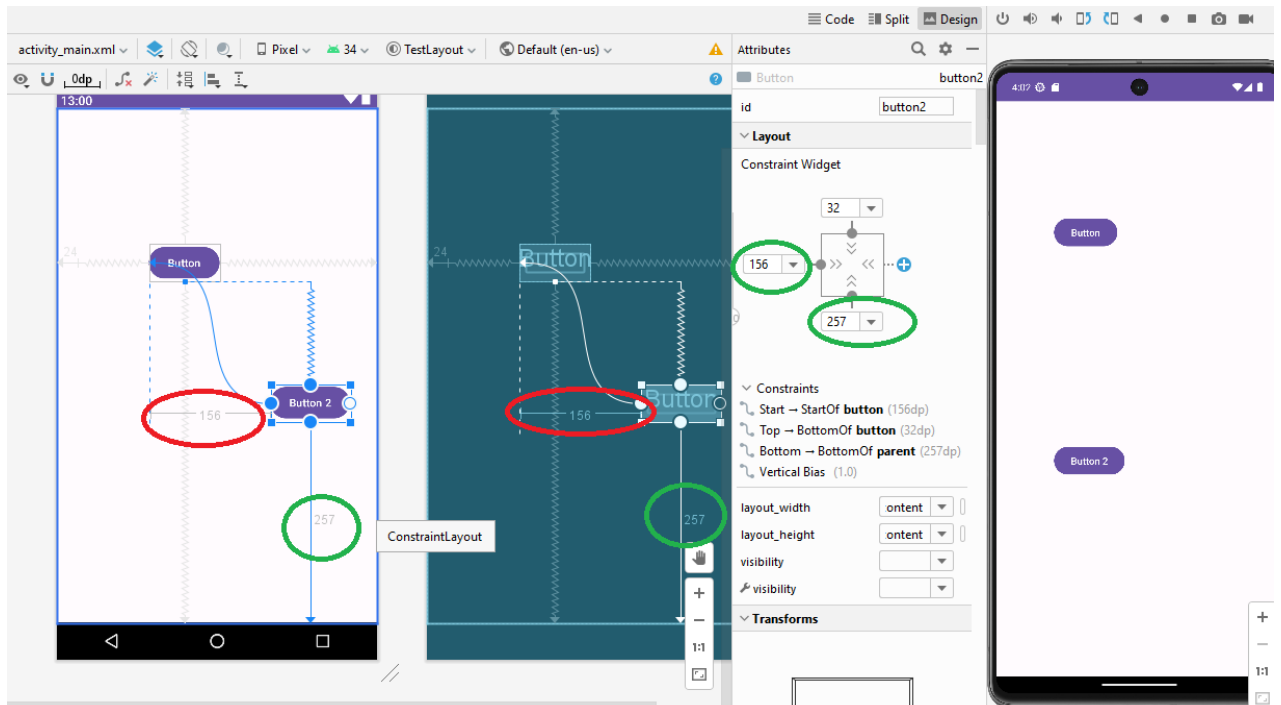 Code Split Design
activity_main.xml Pixel 34 TestLayout Default (en-us) Attributes
0dp Button button2
13:00
4:02
id button2
Layout
Constraint Widget
32
24
Button
24
Button
156
Button
257
Constraints
Button 2
Button
Start → StartOf button (156dp)
156
156
Top → BottomOf button (32dp)
Bottom → BottomOf parent (257dp)
Button 2
Vertical Bias (1.0)
layout_width ontent
257
257
ConstraintLayout
layout_height ontent
visibility
visibility
Transforms
1:1
1:1